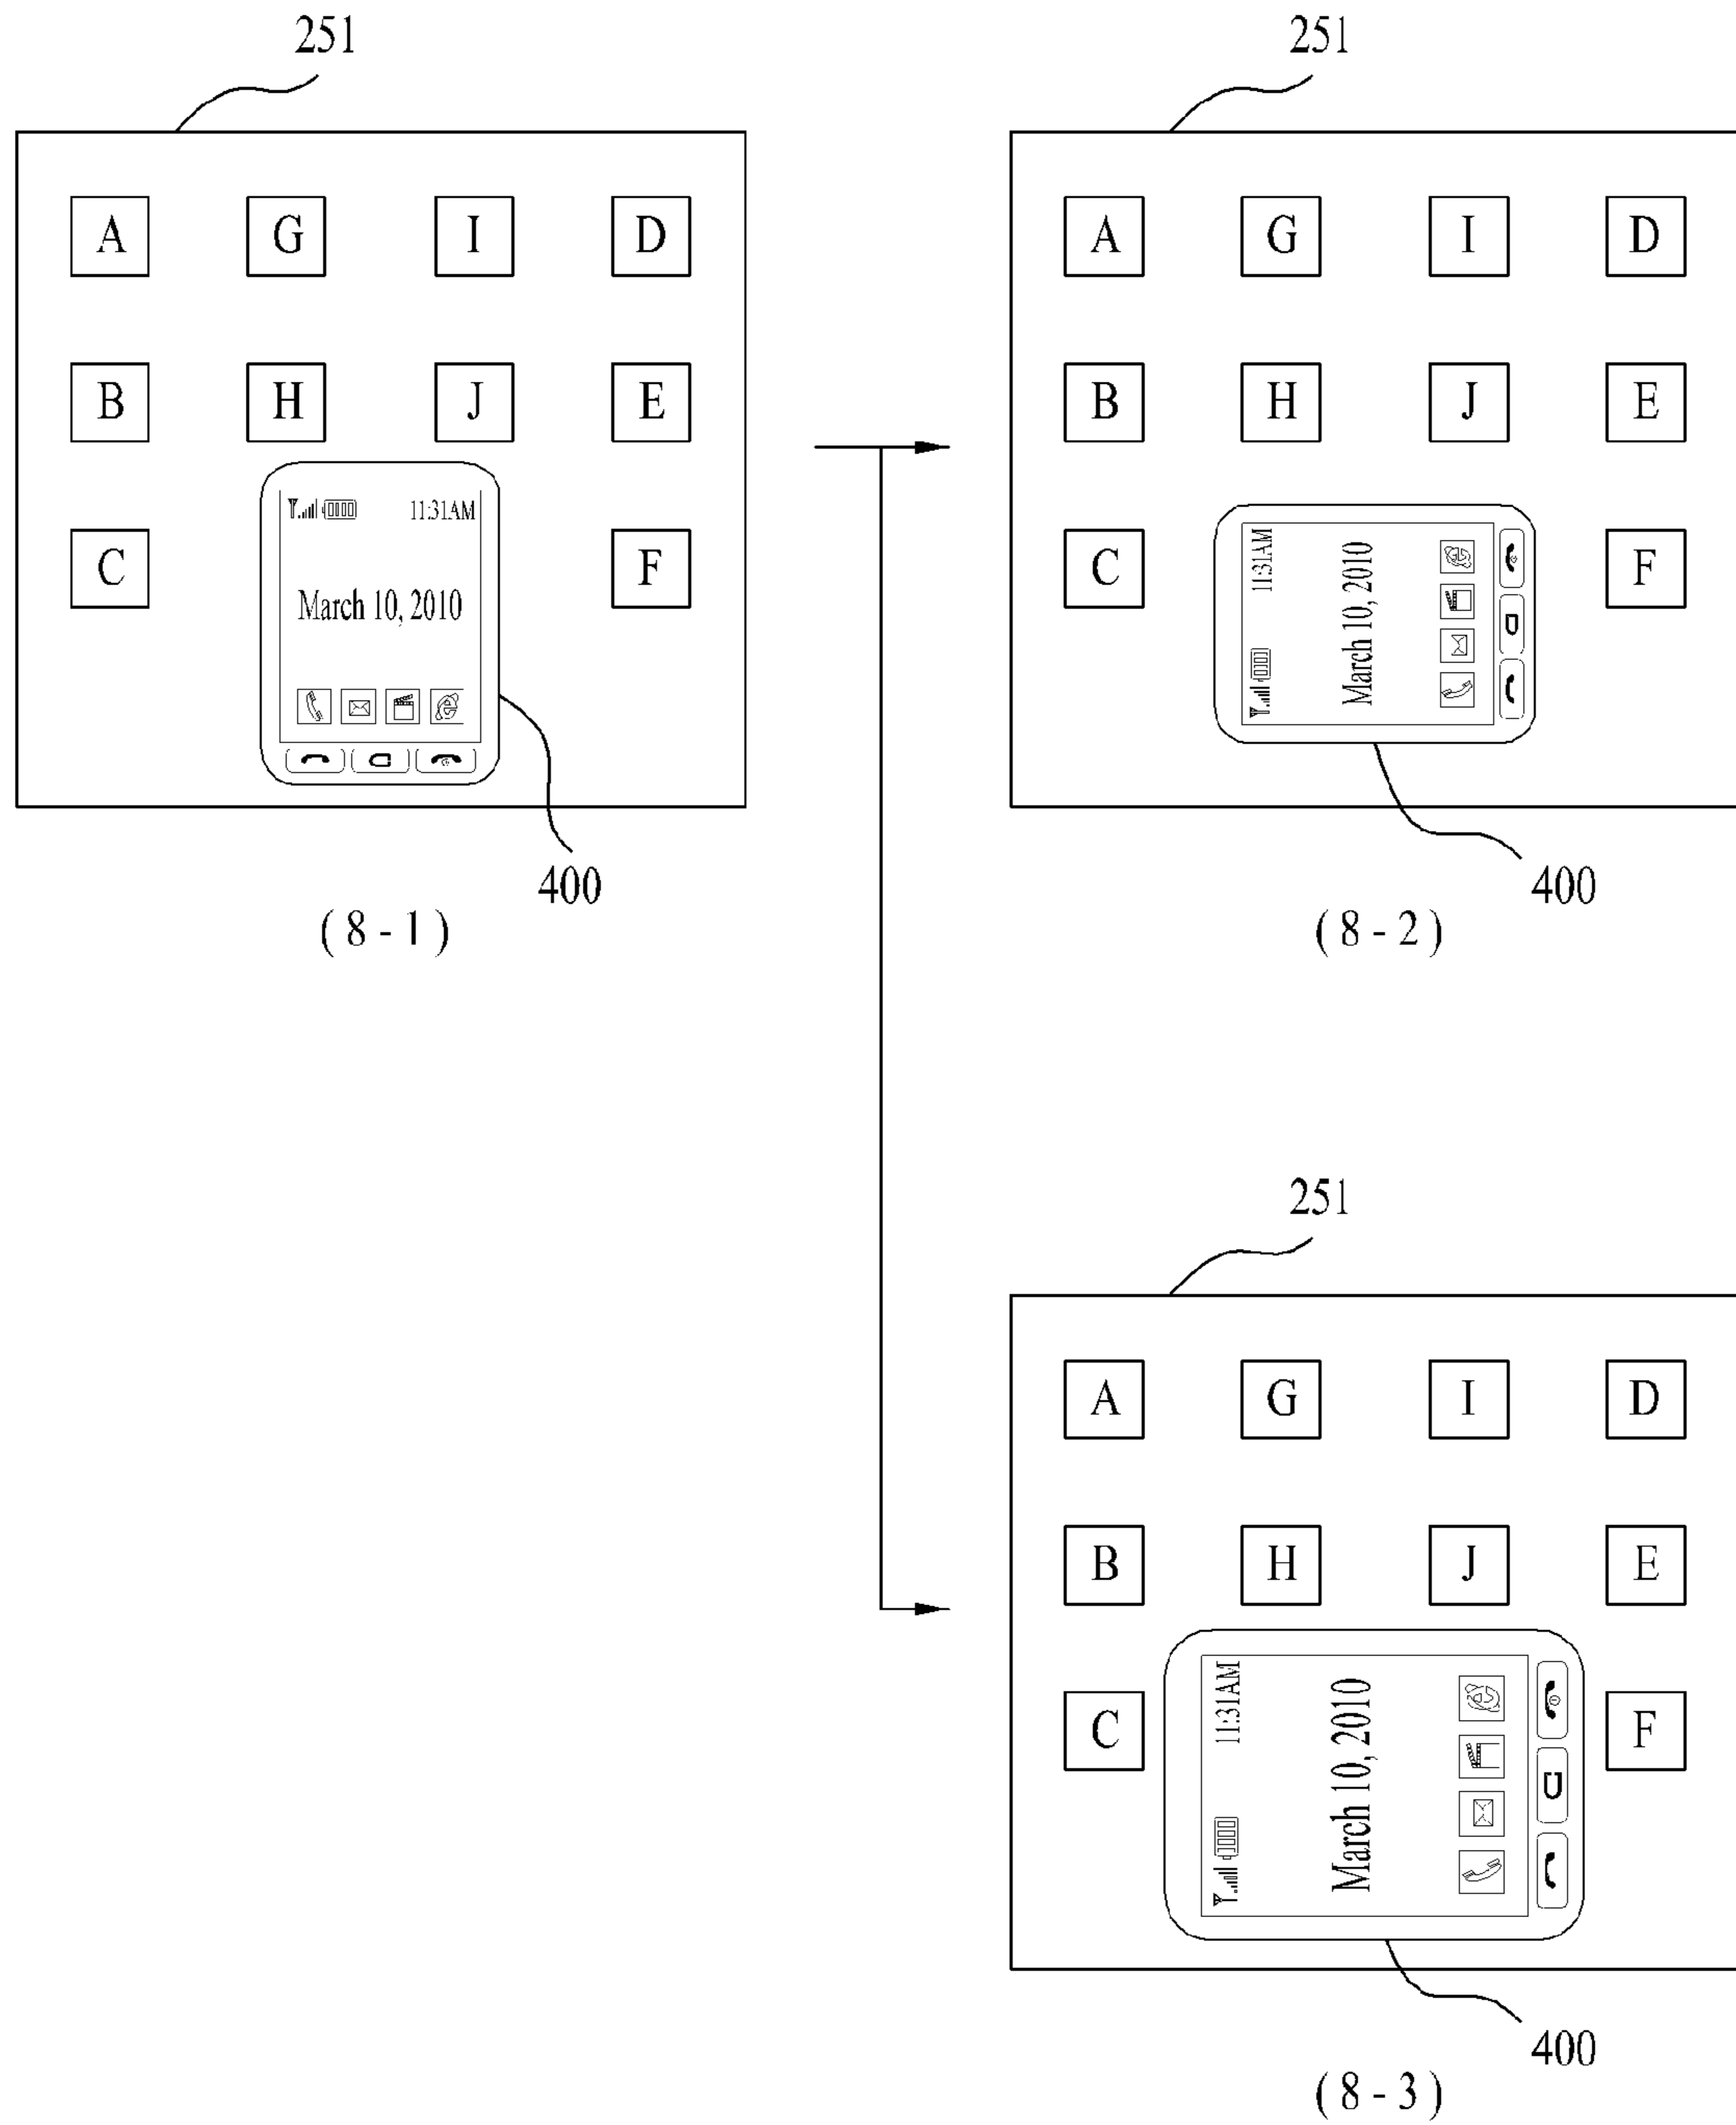 251
A G I D
B H J E
C F
11:31AM
March 10, 2010
400
(8-1)
251
A G I D
B H J E
C F
11:31AM
March 10, 2010
400
(8-2)
251
A G I D
B H J E
C F
11:31AM
March 10, 2010
400
(8-3)